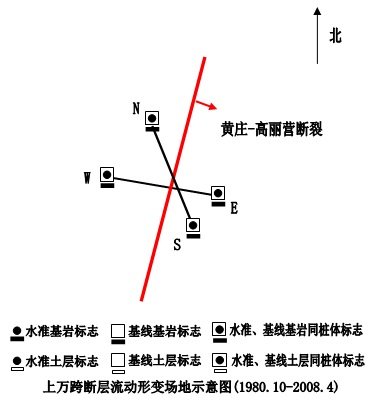 北
N
黄庄-高丽营断裂
W
E
S
水准基岩标志
基线基岩标志
水准、基线基岩同桩体标志
水准土层标志
基线土层标志
水准、基线土层同桩体标志
上万跨断层流动形变场地示意图(1980.10-2008.4)